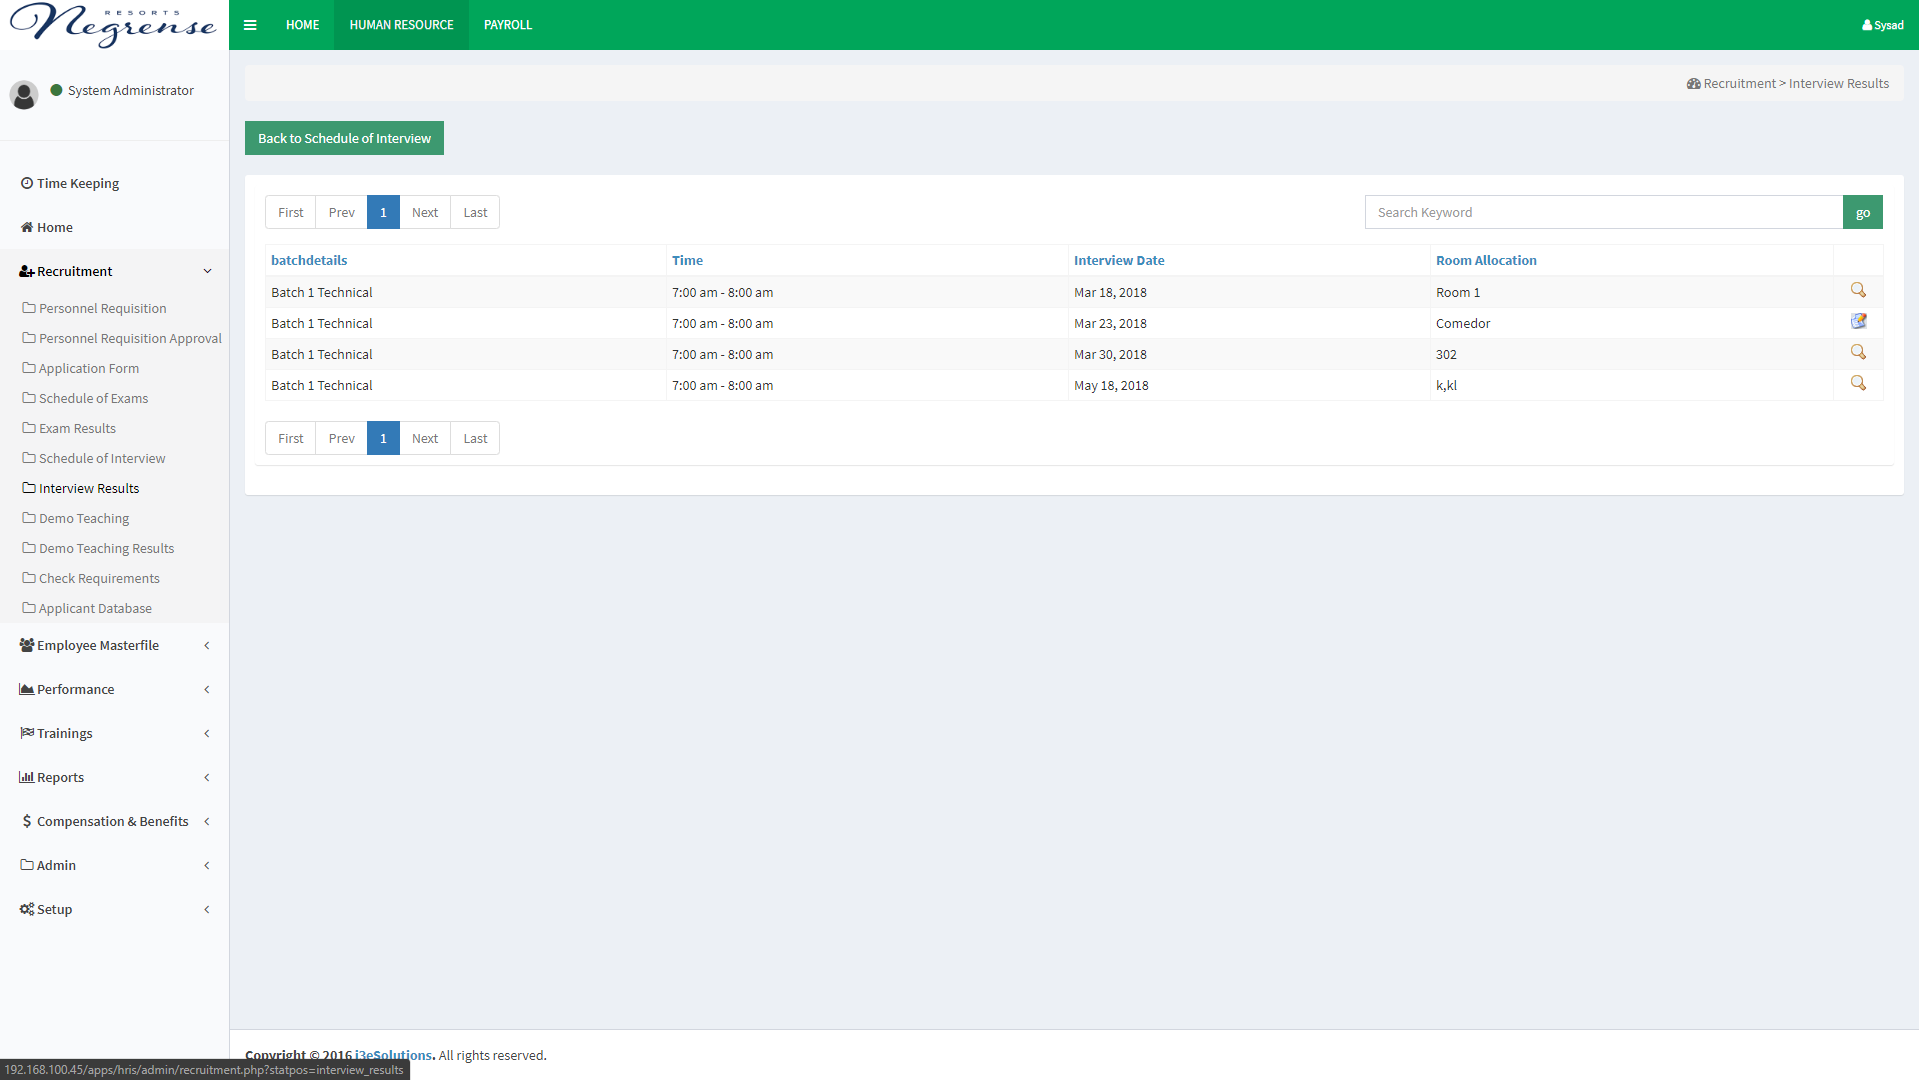 RESORTS
Negrense
HOME
HUMAN RESOURCE
PAYROLL
Sysad
System Administrator
Time Keeping
Home
Recruitment
Personnel Requisition
Personnel Requisition Approval
Application Form
Schedule of Exams
Exam Results
Schedule of Interview
Interview Results
Demo Teaching
Demo Teaching Results
Check Requirements
Applicant Database
Employee Masterfile
Performance
Trainings
Reports
Compensation & Benefits
Admin
Setup
Recruitment > Interview Results
Back to Schedule of Interview
First Prev 1 Next Last
Search Keyword go
batchdetails Time Interview Date Room Allocation
Batch 1 Technical 7:00 am - 8:00 am Mar 18, 2018 Room 1
Batch 1 Technical 7:00 am - 8:00 am Mar 23, 2018 Comedor
Batch 1 Technical 7:00 am - 8:00 am Mar 30, 2018 302
Batch 1 Technical 7:00 am - 8:00 am May 18, 2018 k,kl
First Prev 1 Next Last
Copyright © 2016 i3eSolutions. All rights reserved.
192.168.100.45/apps/hris/admin/recruitment.php?statpos=interview_results